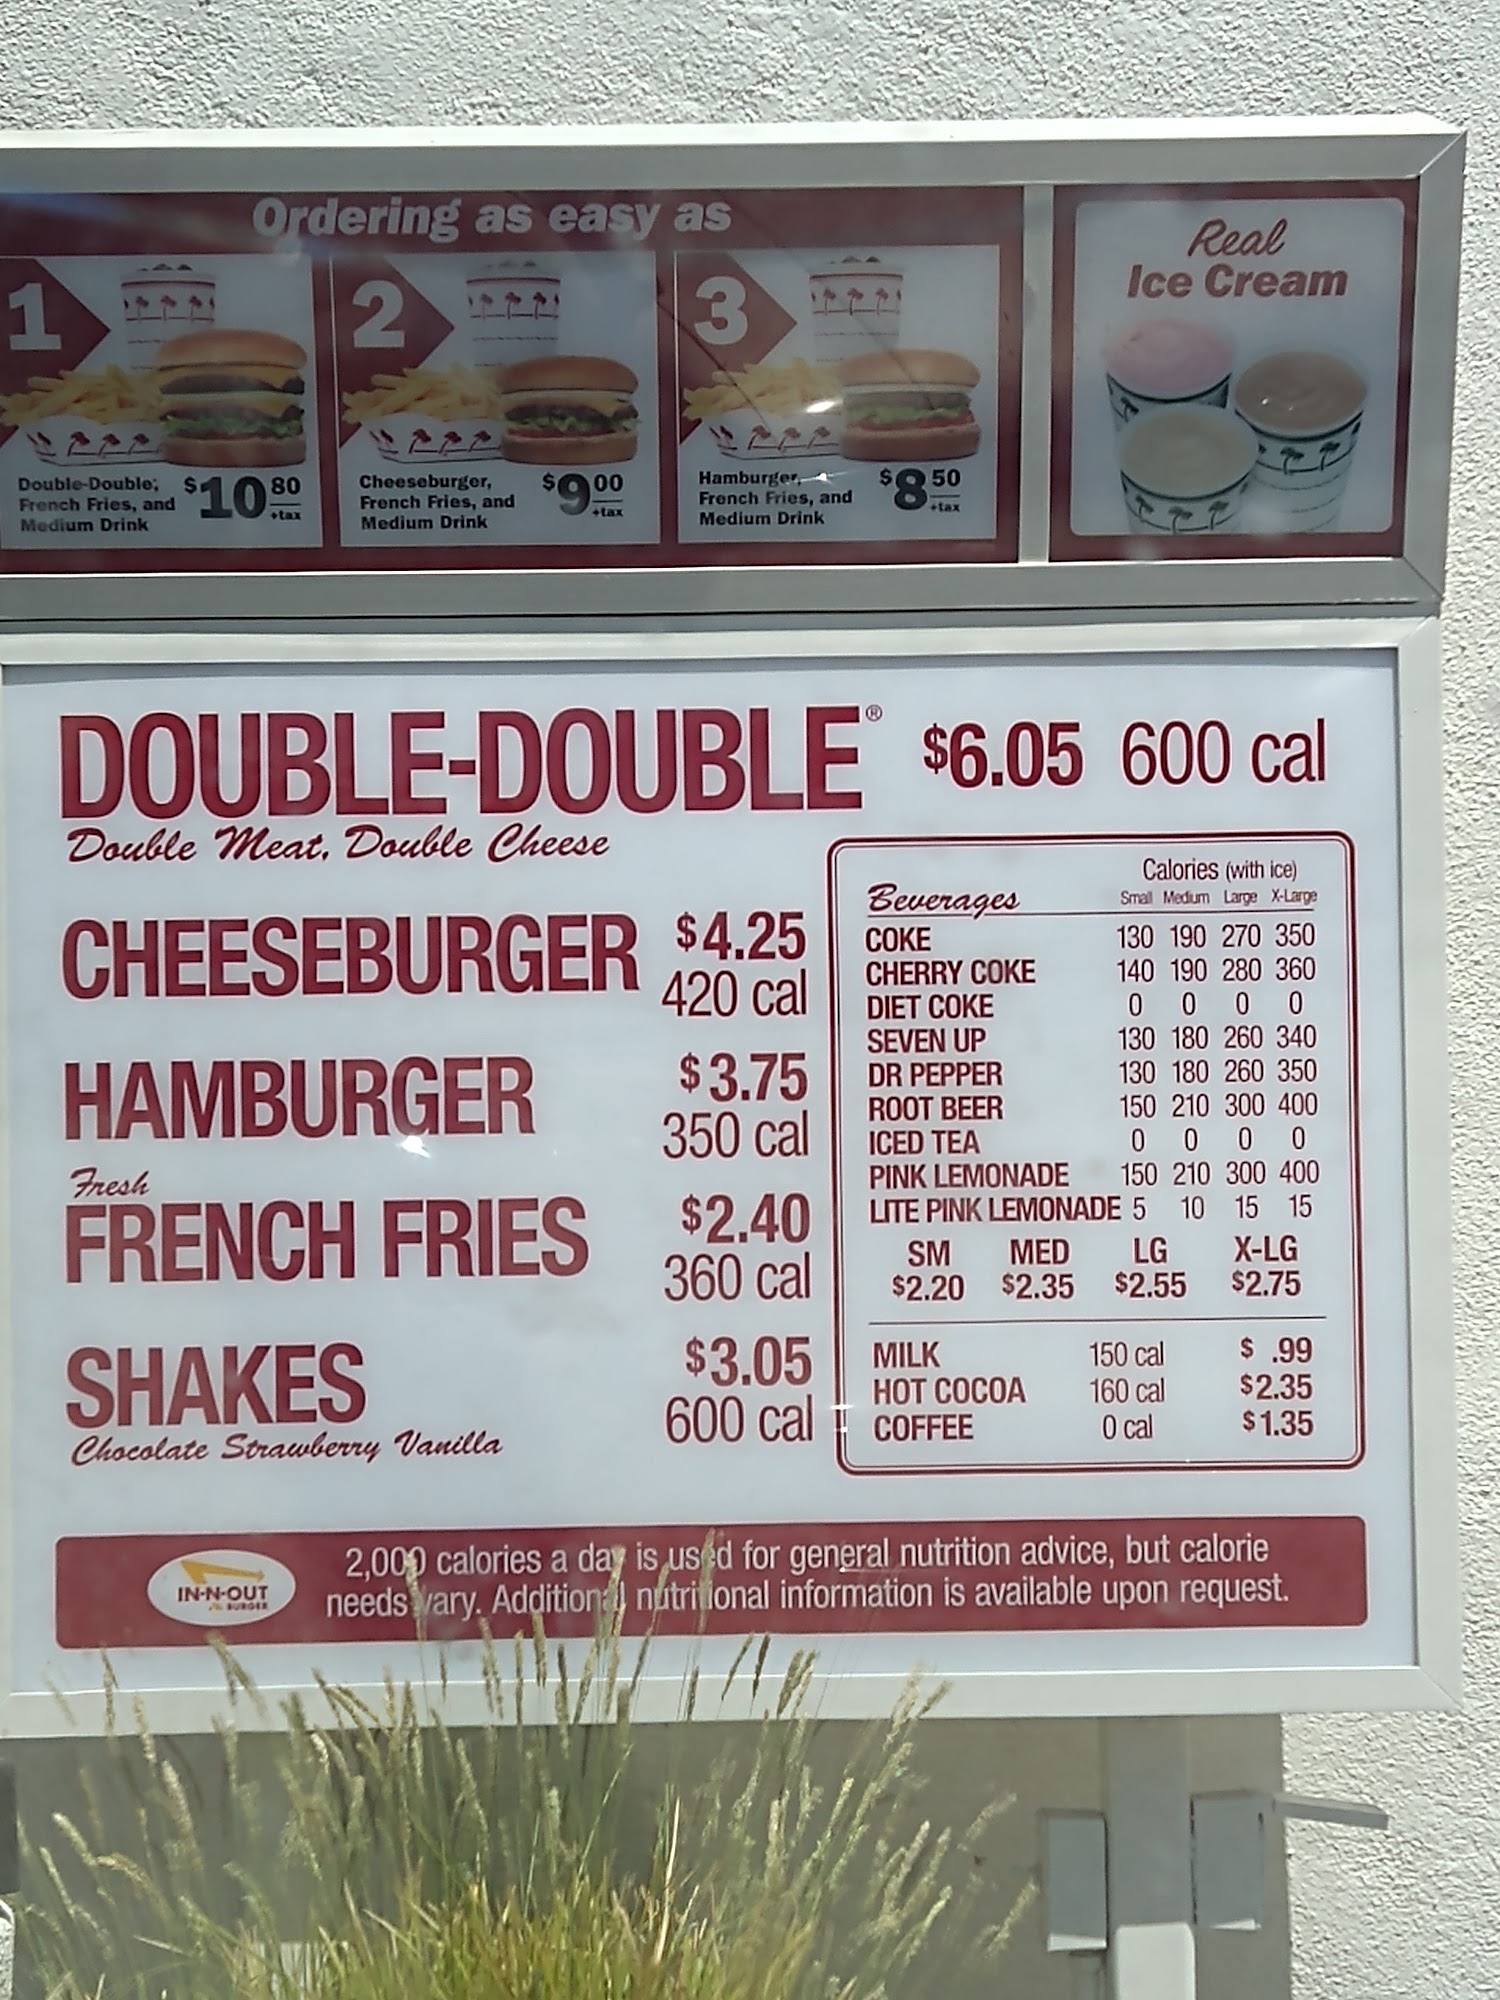 Ordering as easy as
1
Double-Double,
French Fries, and
Medium Drink
$10 80
+tax
2
Cheeseburger,
French Fries, and
Medium Drink
$9 00
+tax
3
Hamburger,
French Fries, and
Medium Drink
$8 50
+tax
Real
Ice Cream
DOUBLE-DOUBLE® $6.05 600 cal
Double Meat, Double Cheese
CHEESEBURGER $4.25
420 cal
HAMBURGER $3.75
350 cal
Fresh
FRENCH FRIES $2.40
360 cal
SHAKES $3.05
600 cal
Chocolate Strawberry Vanilla
Calories (with ice)
Beverages Small Medium Large X-Large
COKE 130 190 270 350
CHERRY COKE 140 190 280 360
DIET COKE 0 0 0 0
SEVEN UP 130 180 260 340
DR PEPPER 130 180 260 350
ROOT BEER 150 210 300 400
ICED TEA 0 0 0 0
PINK LEMONADE 150 210 300 400
LITE PINK LEMONADE 5 10 15 15
SM MED LG X-LG
$2.20 $2.35 $2.55 $2.75
MILK 150 cal $ .99
HOT COCOA 160 cal $2.35
COFFEE 0 cal $1.35
IN-N-OUT
BURGER
2,000 calories a day is used for general nutrition advice, but calorie
needs vary. Additional nutritional information is available upon request.